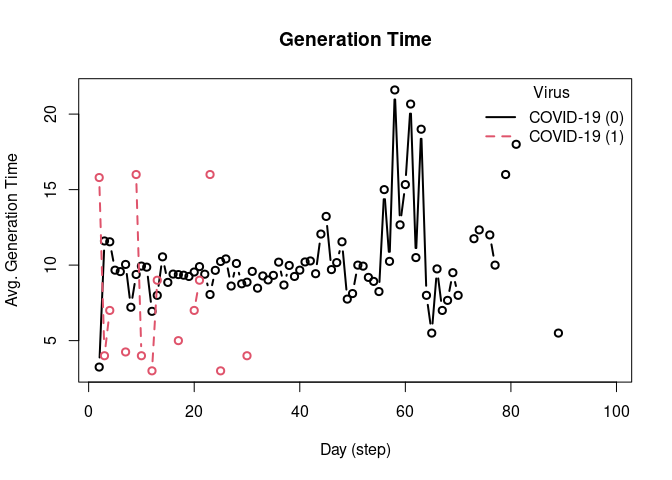 Generation Time
Virus
COVID-19 (0)
COVID-19 (1)
Avg. Generation Time
20
15
10
5
0 20 40 60 80 100
Day (step)